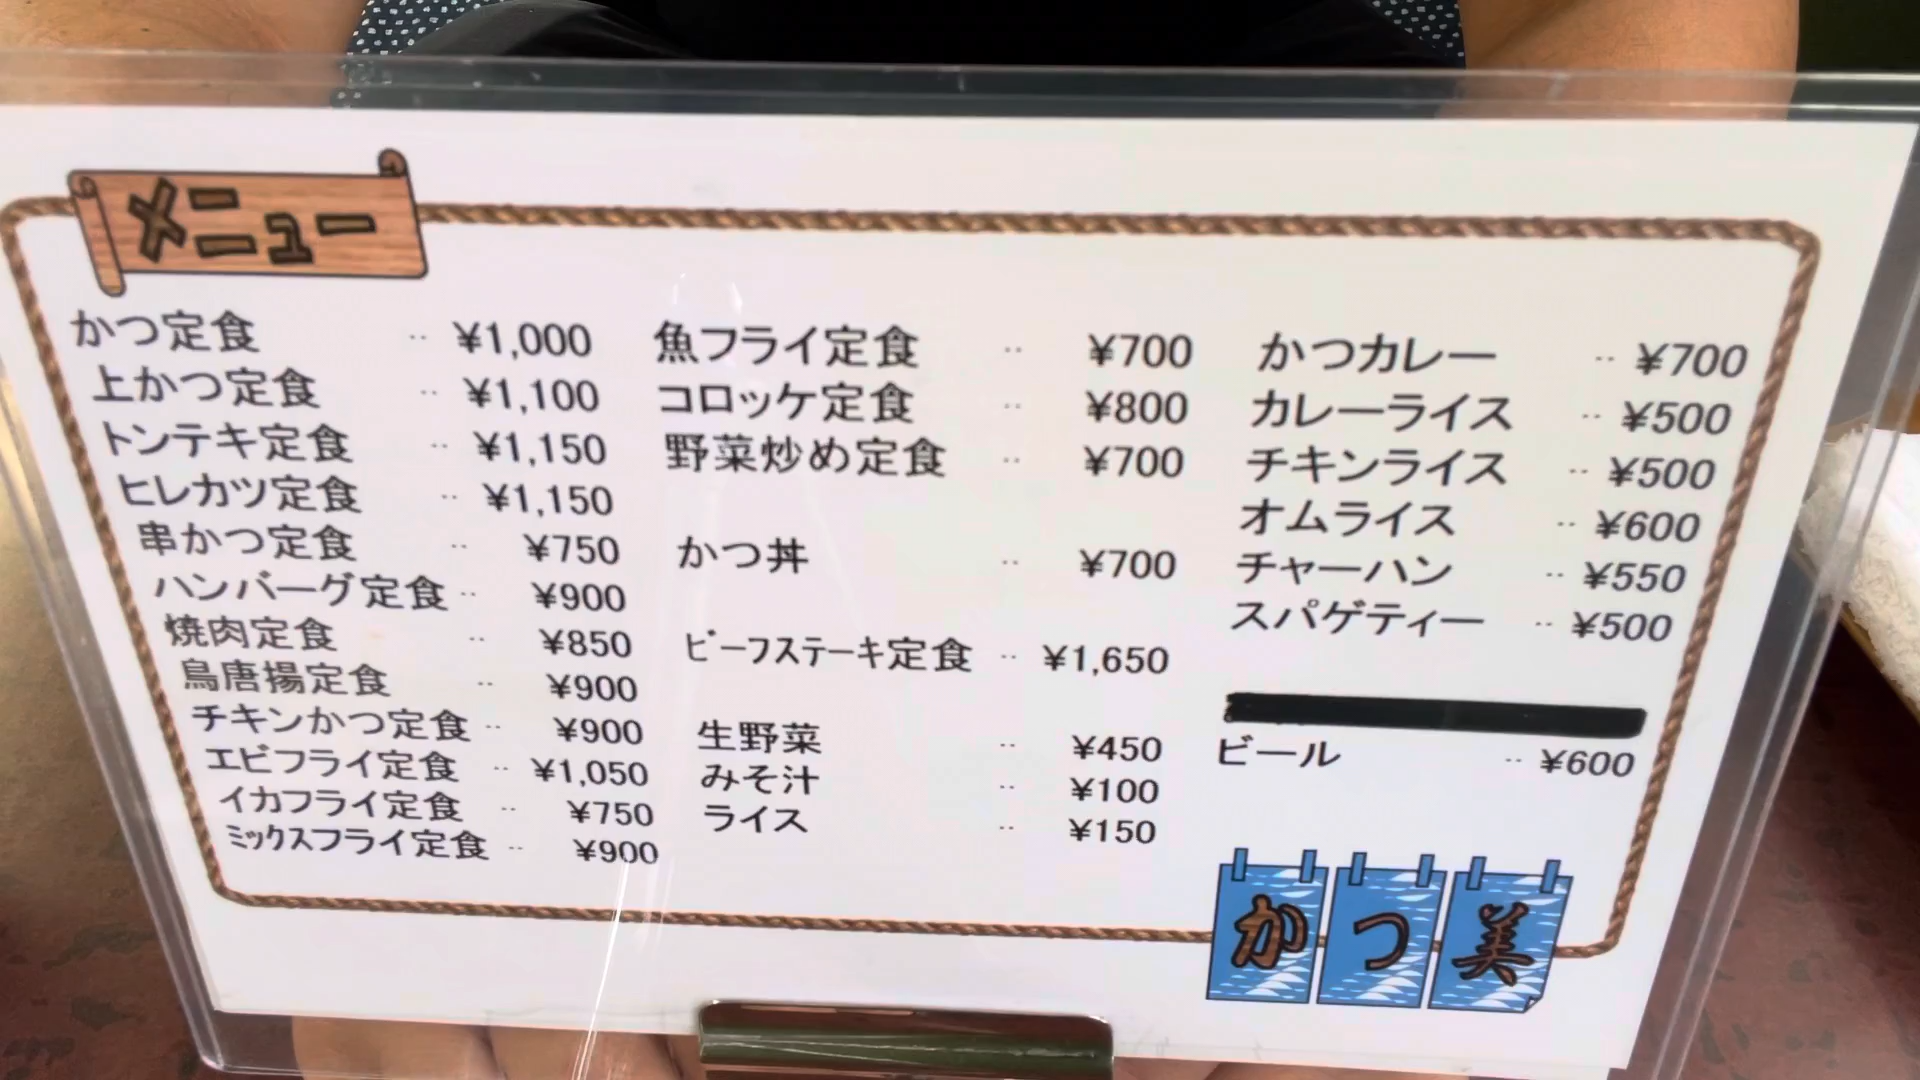 メニュー
かつ定食 ‥ ¥1,000
上かつ定食 ‥ ¥1,100
トンテキ定食 ‥ ¥1,150
ヒレカツ定食 ‥ ¥1,150
串かつ定食 ‥ ¥750
ハンバーグ定食 ‥ ¥900
焼肉定食 ‥ ¥850
鳥唐揚定食 ‥ ¥900
チキンかつ定食 ‥ ¥900
エビフライ定食 ‥ ¥1,050
イカフライ定食 ‥ ¥750
ミックスフライ定食 ‥ ¥900
魚フライ定食 ‥ ¥700
コロッケ定食 ‥ ¥800
野菜炒め定食 ‥ ¥700
かつ丼 ‥ ¥700
ビーフステーキ定食 ‥ ¥1,650
生野菜 ‥ ¥450
みそ汁 ‥ ¥100
ライス ‥ ¥150
かつカレー ‥ ¥700
カレーライス ‥ ¥500
チキンライス ‥ ¥500
オムライス ‥ ¥600
チャーハン ‥ ¥550
スパゲティー ‥ ¥500
ビール ‥ ¥600
かつ美